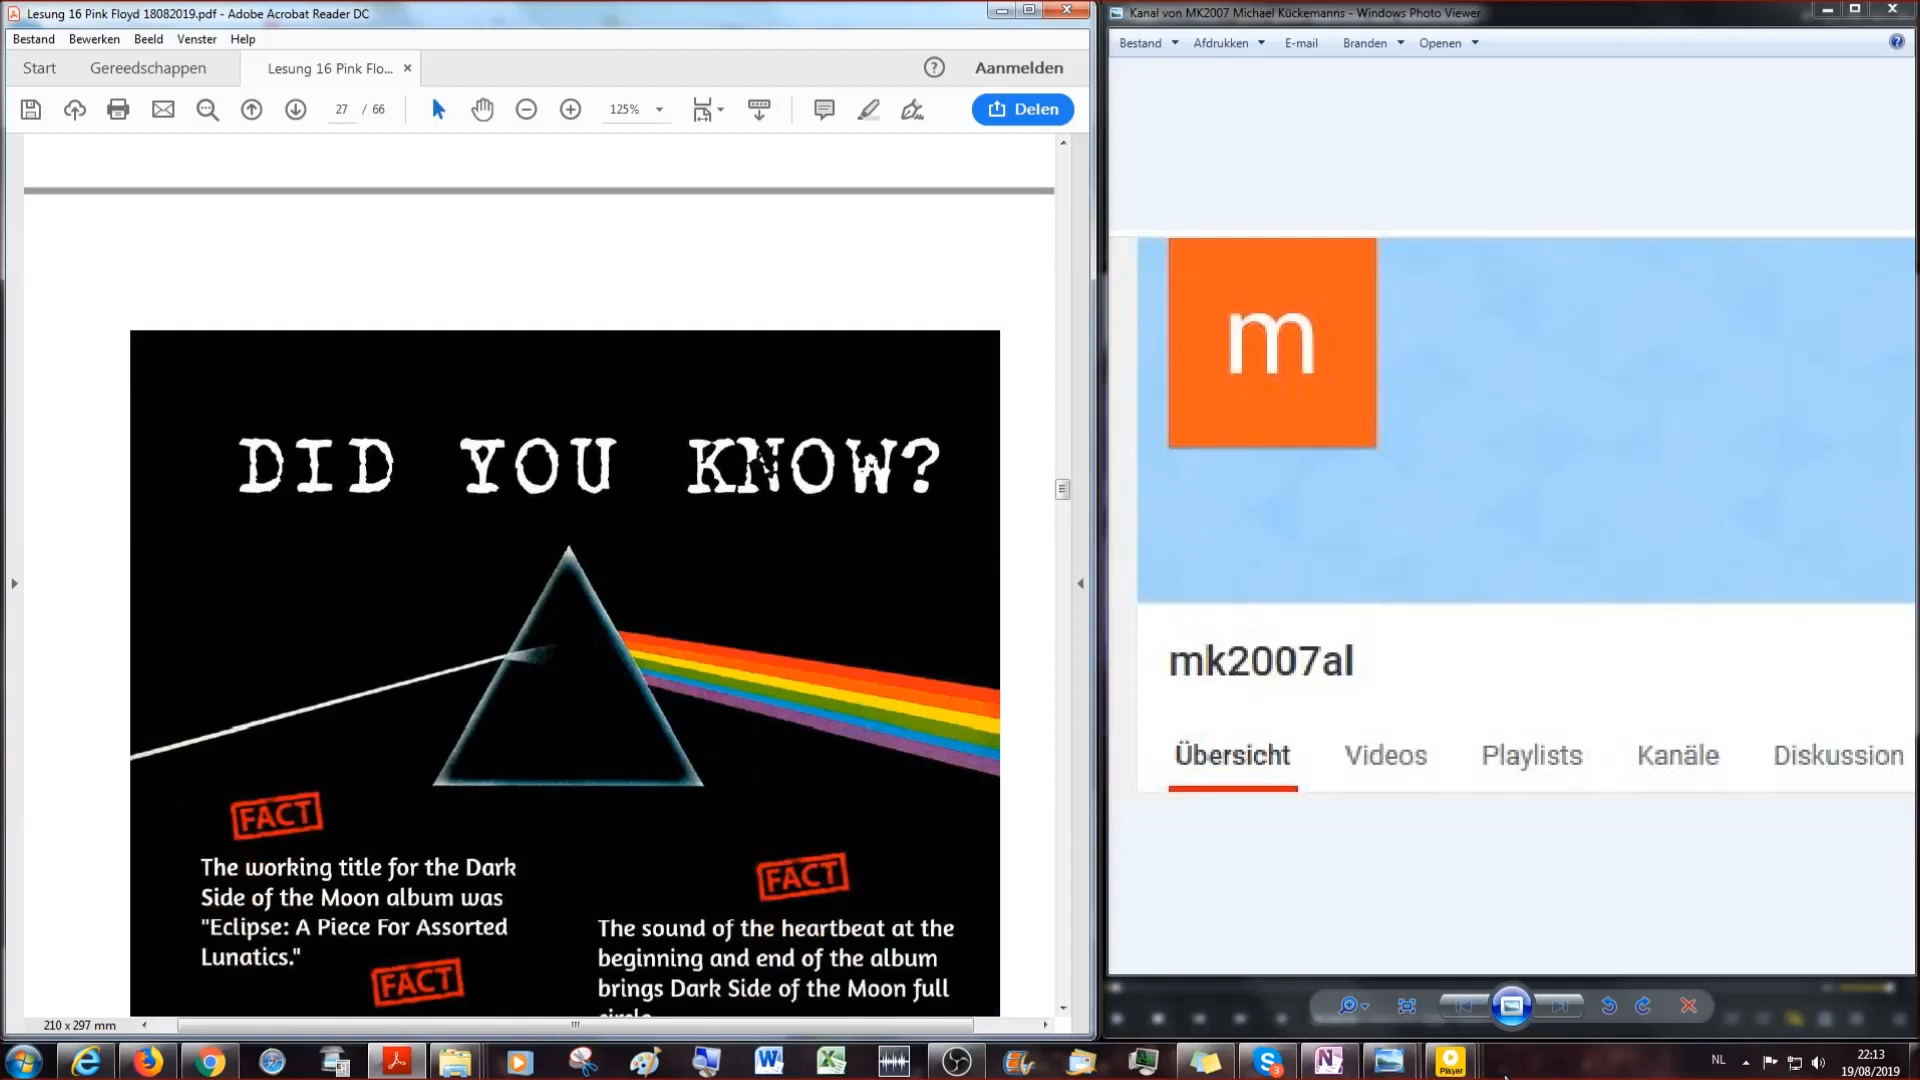 Lesung 16 Pink Floyd 18082019.pdf - Adobe Acrobat Reader DC
Bestand Bewerken Beeld Venster Help
Start Gereedschappen Lesung 16 Pink Flo... × Aanmelden
27 / 66 125% Delen
DID YOU KNOW?
FACT
The working title for the Dark
Side of the Moon album was
"Eclipse: A Piece For Assorted
Lunatics."
FACT
The sound of the heartbeat at the
beginning and end of the album
brings Dark Side of the Moon full
circle
FACT
210 x 297 mm
Kanal von MK2007 Michael Kückemanns - Windows Photo Viewer
Bestand Afdrukken E-mail Branden Openen
m
mk2007al
Übersicht Videos Playlists Kanäle Diskussion
3
Player
NL
22:13
19/08/2019